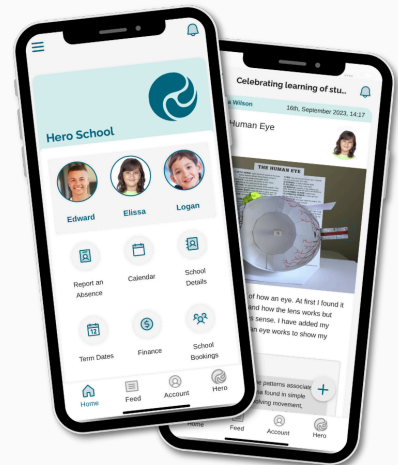 Hero School
Edward
Elissa
Logan
Report an
Absence
Calendar
School
Details
12
Term Dates
Finance
School
Bookings
Home
Feed
Account
Hero
Celebrating learning of stu...
Wilson
16th, September 2023, 14:17
Human Eye
THE HUMAN EYE
of how an eye. At first I found it
and how the lens works but
sense. I have added my
an eye works to show my
patterns associate
found in simple
olving movement,
Home
Feed
Account
Hero